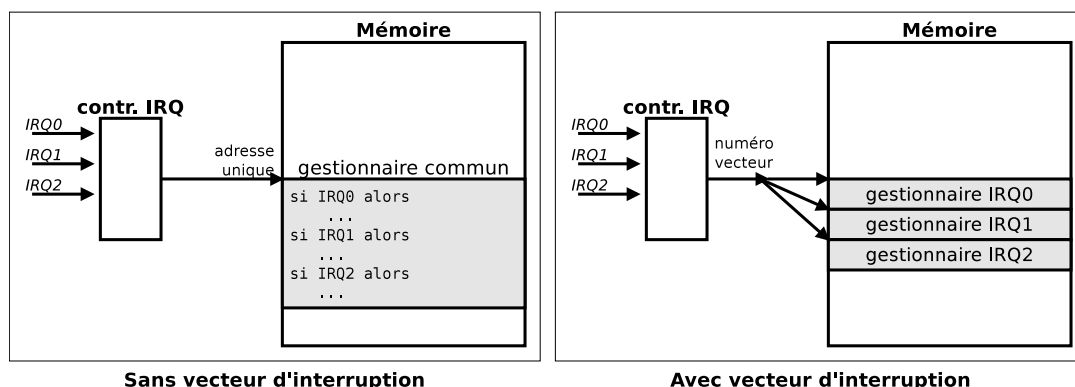 Mémoire
contr. IRQ
IRQ0
IRQ1
IRQ2
adresse
unique
gestionnaire commun
si IRQ0 alors
...
si IRQ1 alors
...
si IRQ2 alors
...
Sans vecteur d'interruption
Mémoire
contr. IRQ
IRQ0
IRQ1
IRQ2
numéro
vecteur
gestionnaire IRQ0
gestionnaire IRQ1
gestionnaire IRQ2
Avec vecteur d'interruption